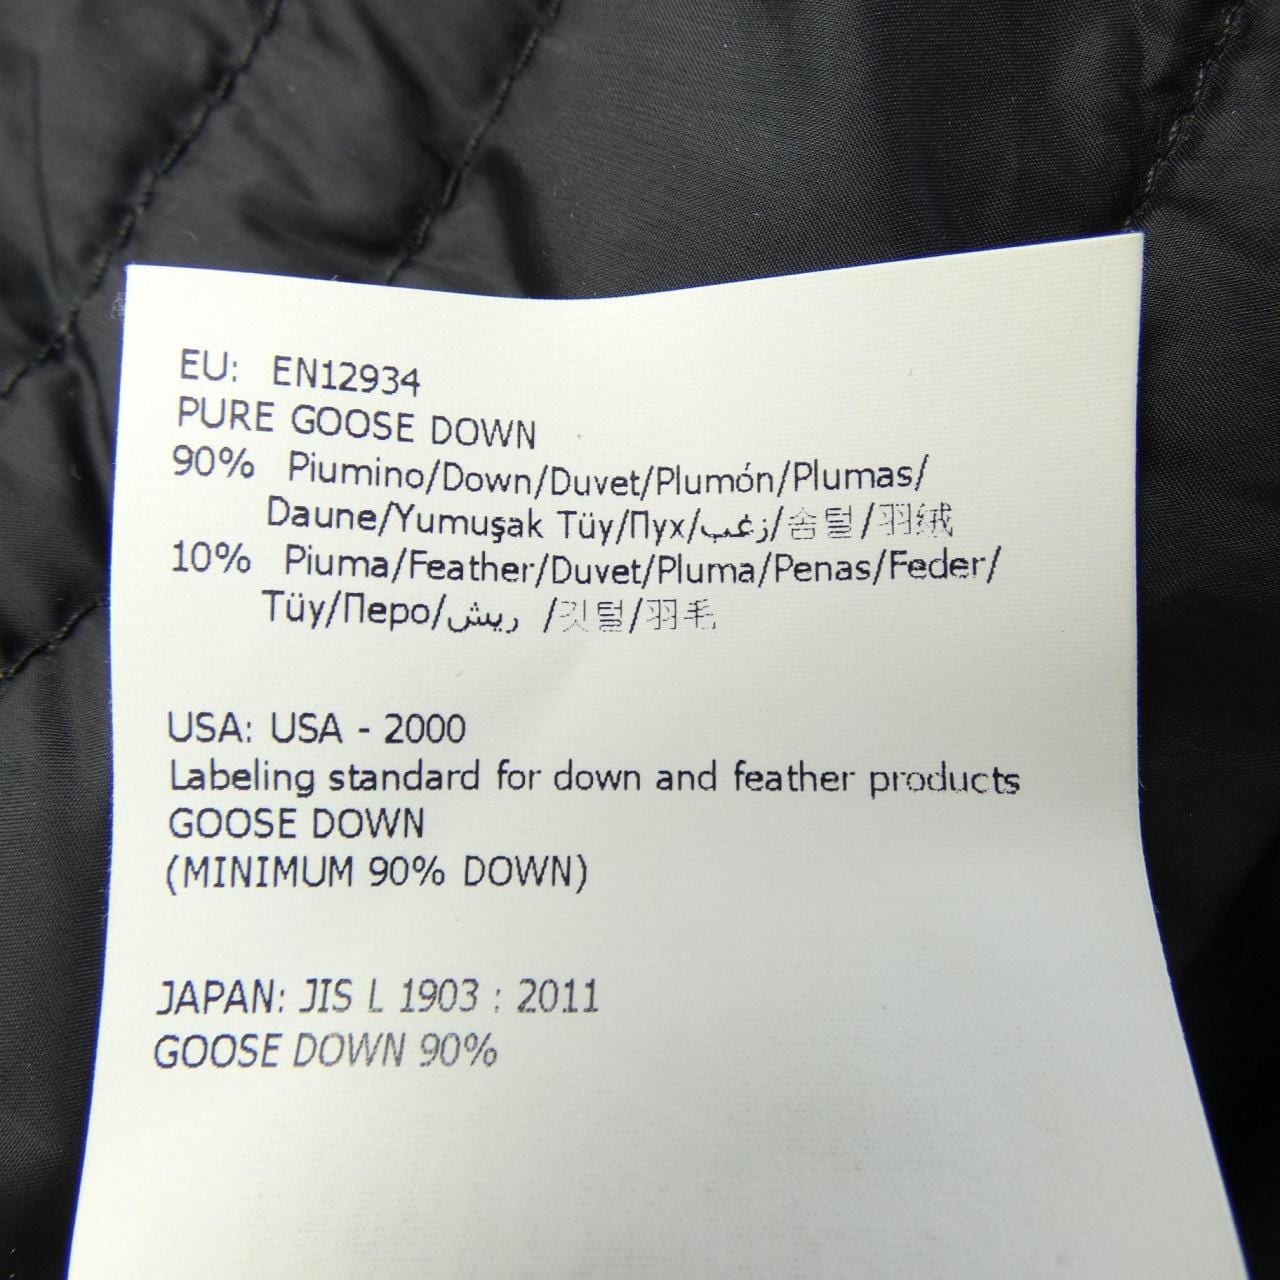 EU: EN12934
PURE GOOSE DOWN
90% Piumino/Down/Duvet/Plumón/Plumas/
Daune/Yumuşak Tüy/Пух/زغب/솜털/羽绒
10% Piuma/Feather/Duvet/Pluma/Penas/Feder/
Tüy/Перо/ريش /깃털/羽毛
USA: USA - 2000
Labeling standard for down and feather products
GOOSE DOWN
(MINIMUM 90% DOWN)
JAPAN: JIS L 1903 : 2011
GOOSE DOWN 90%